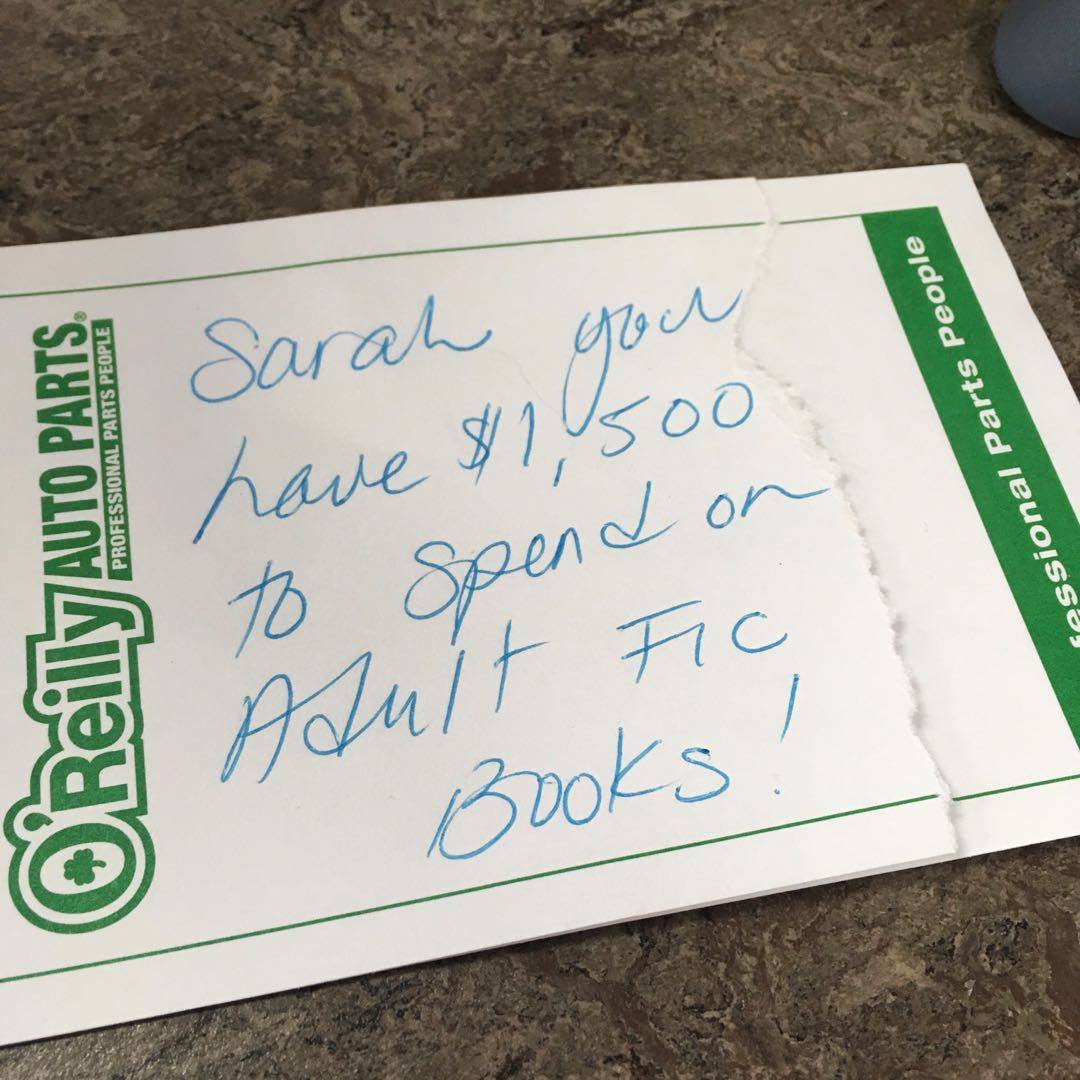 Sarah you
have $1,500
to spend on
Adult Fic
Books!
O'Reilly AUTO PARTS®
PROFESSIONAL PARTS PEOPLE
fessional Parts People